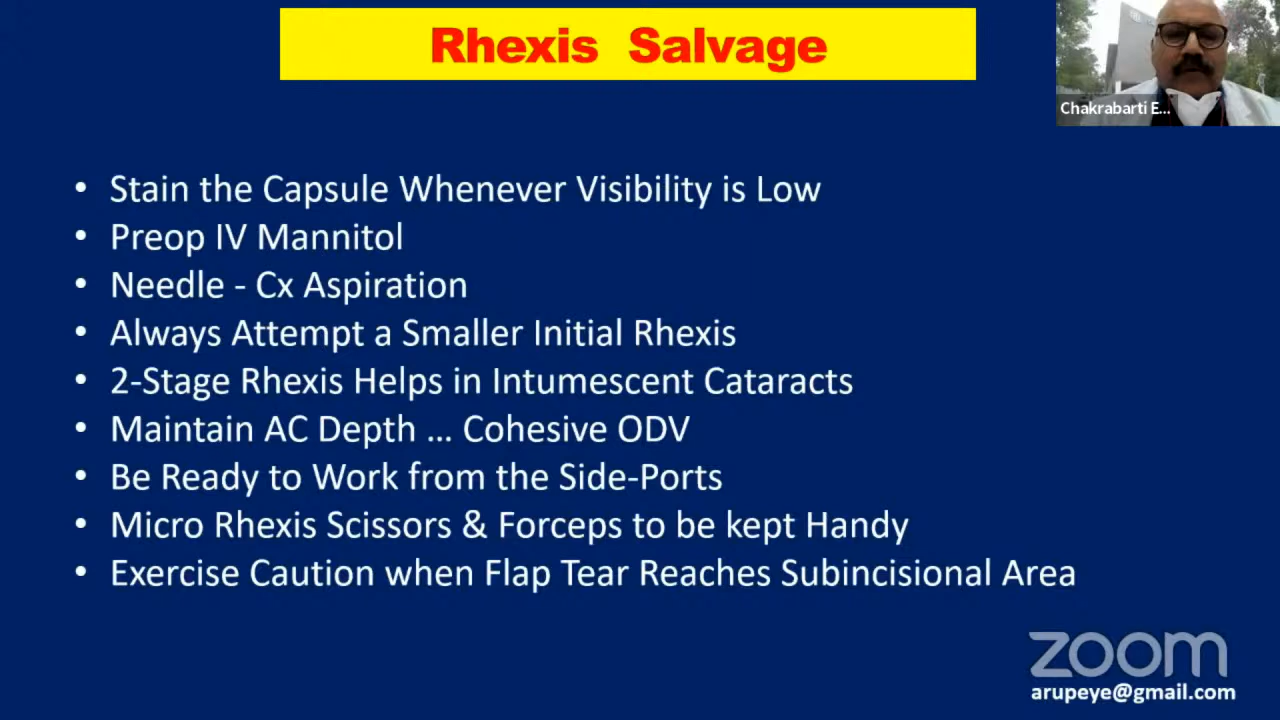 Rhexis Salvage
Chakrabarti E...
• Stain the Capsule Whenever Visibility is Low
• Preop IV Mannitol
• Needle - Cx Aspiration
• Always Attempt a Smaller Initial Rhexis
• 2-Stage Rhexis Helps in Intumescent Cataracts
• Maintain AC Depth ... Cohesive ODV
• Be Ready to Work from the Side-Ports
• Micro Rhexis Scissors & Forceps to be kept Handy
• Exercise Caution when Flap Tear Reaches Subincisional Area
zoom
arupeye@gmail.com